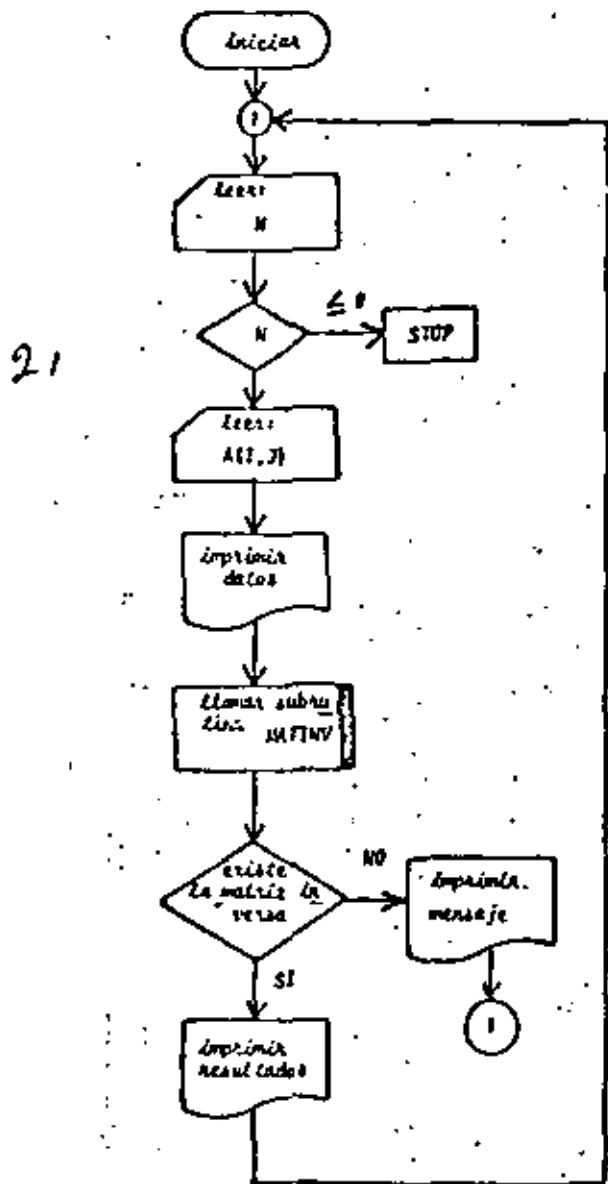 iniciar
1
leer:
N
N
≤ 0
STOP
21
leer:
A(I,J)
imprimir
datos
llamar subru
tina MATINV
existe
la matriz in
versa
NO
imprimir
mensaje
1
SI
imprimir
resultados